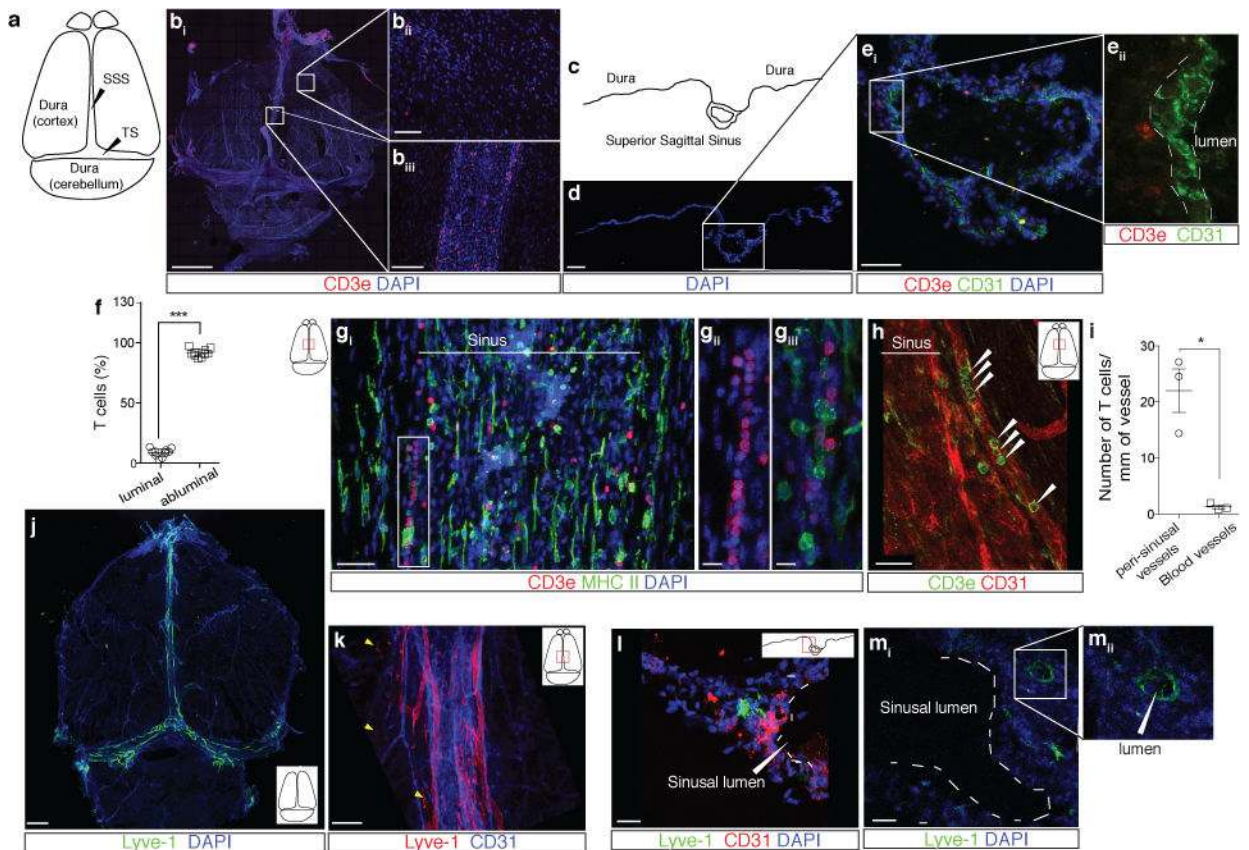 a
SSS
Dura
(cortex)
TS
Dura
(cerebellum)
bi
bii
biii
CD3e DAPI
c
Dura
Dura
Superior Sagittal Sinus
d
DAPI
ei
CD3e CD31 DAPI
eii
lumen
CD3e CD31
f
130
100
50
0
T cells (%)
***
luminal
abluminal
gi
Sinus
gii
giii
CD3e MHC II DAPI
h
Sinus
CD3e CD31
i
Number of T cells/
mm of vessel
30
20
10
0
*
peri-sinusal
vessels
Blood vessels
j
Lyve-1 DAPI
k
Lyve-1 CD31
l
Sinusal lumen
Lyve-1 CD31 DAPI
mi
Sinusal lumen
Lyve-1 DAPI
mii
lumen